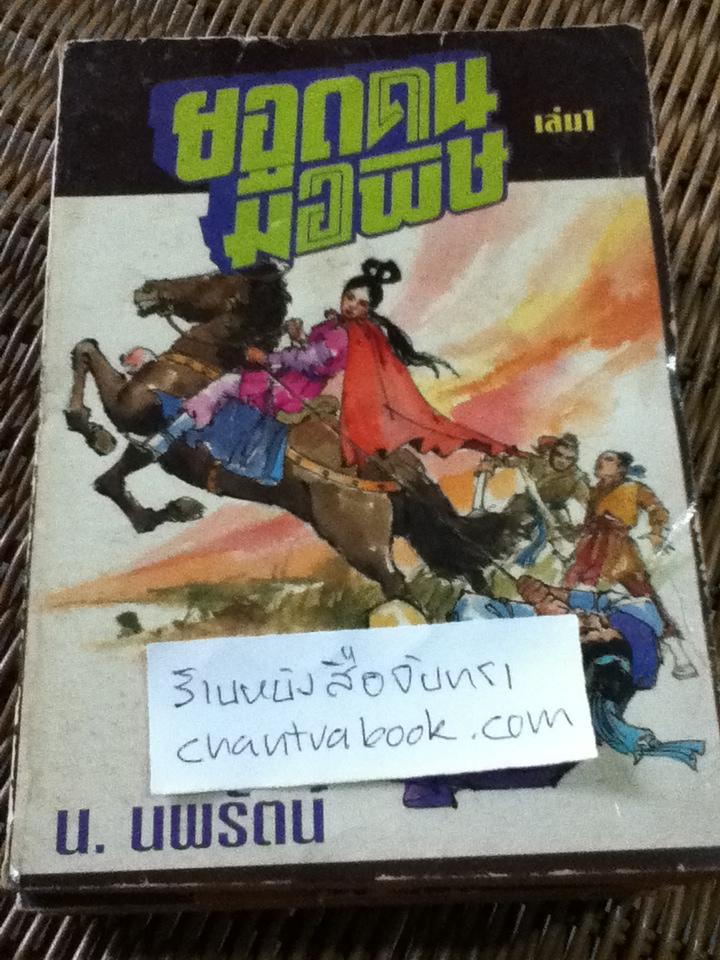 ยอดคน
มือพิษ
เล่ม1
ร้านหนังสือจันทรา
chantrabook.com
น. นพรัตน์